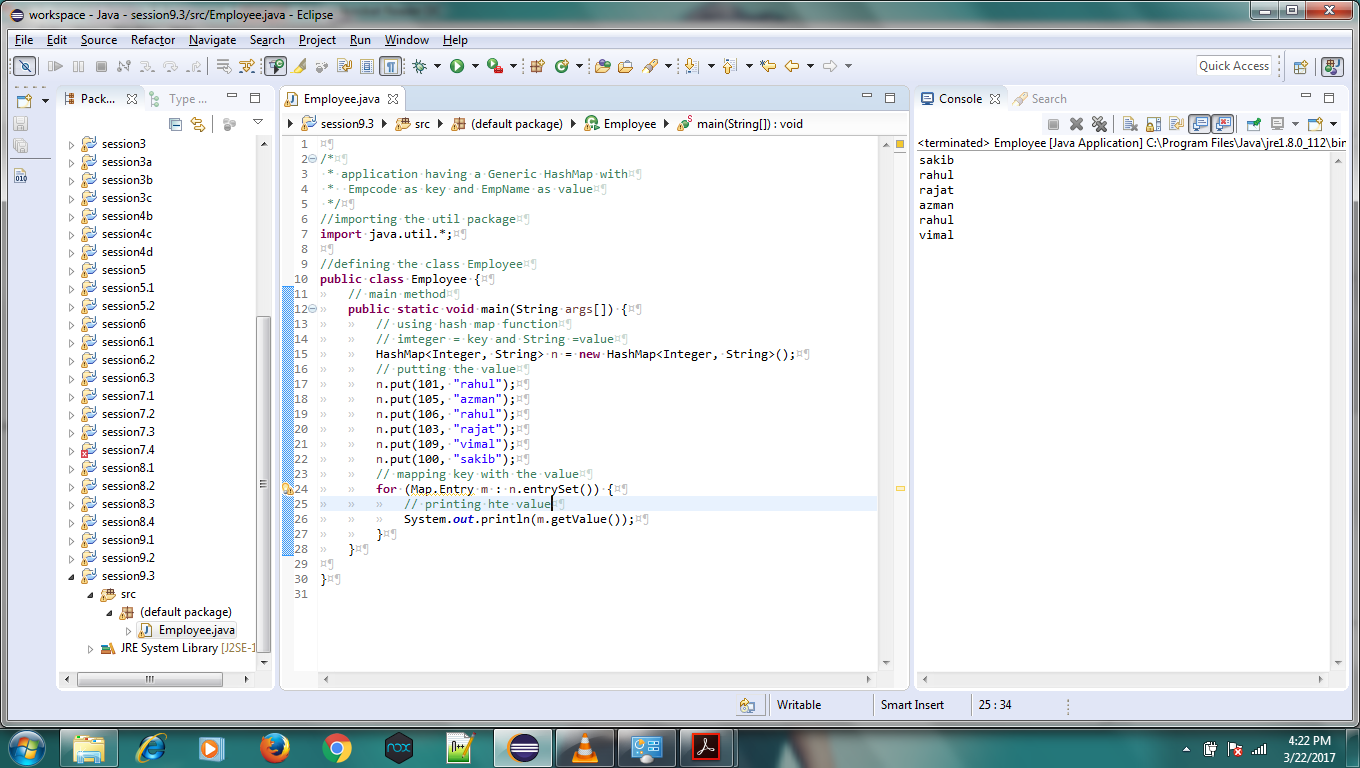 workspace - Java - session9.3/src/Employee.java - Eclipse
File Edit Source Refactor Navigate Search Project Run Window Help
Quick Access
Pack...
Type ...
session3
session3a
session3b
session3c
session4b
session4c
session4d
session5
session5.1
session5.2
session6
session6.1
session6.2
session6.3
session7.1
session7.2
session7.3
session7.4
session8.1
session8.2
session8.3
session8.4
session9.1
session9.2
session9.3
src
(default package)
Employee.java
JRE System Library [J2SE-1
Employee.java
session9.3 src (default package) Employee main(String[]) : void
1
2 /*
3 * application having a Generic HashMap with
4 * Empcode as key and EmpName as value
5 */
6 //importing the util package
7 import java.util.*;
8
9 //defining the class Employee
10 public class Employee {
11 // main method
12 public static void main(String args[]) {
13 // using hash map function
14 // imteger = key and String =value
15 HashMap<Integer, String> n = new HashMap<Integer, String>();
16 // putting the value
17 n.put(101, "rahul");
18 n.put(105, "azman");
19 n.put(106, "rahul");
20 n.put(103, "rajat");
21 n.put(109, "vimal");
22 n.put(100, "sakib");
23 // mapping key with the value
24 for (Map.Entry m : n.entrySet()) {
25 // printing hte value
26 System.out.println(m.getValue());
27 }
28 }
29
30 }
31
Console
Search
<terminated> Employee [Java Application] C:\Program Files\Java\jre1.8.0_112\bin
sakib
rahul
rajat
azman
rahul
vimal
Writable
Smart Insert
25 : 34
4:22 PM
3/22/2017